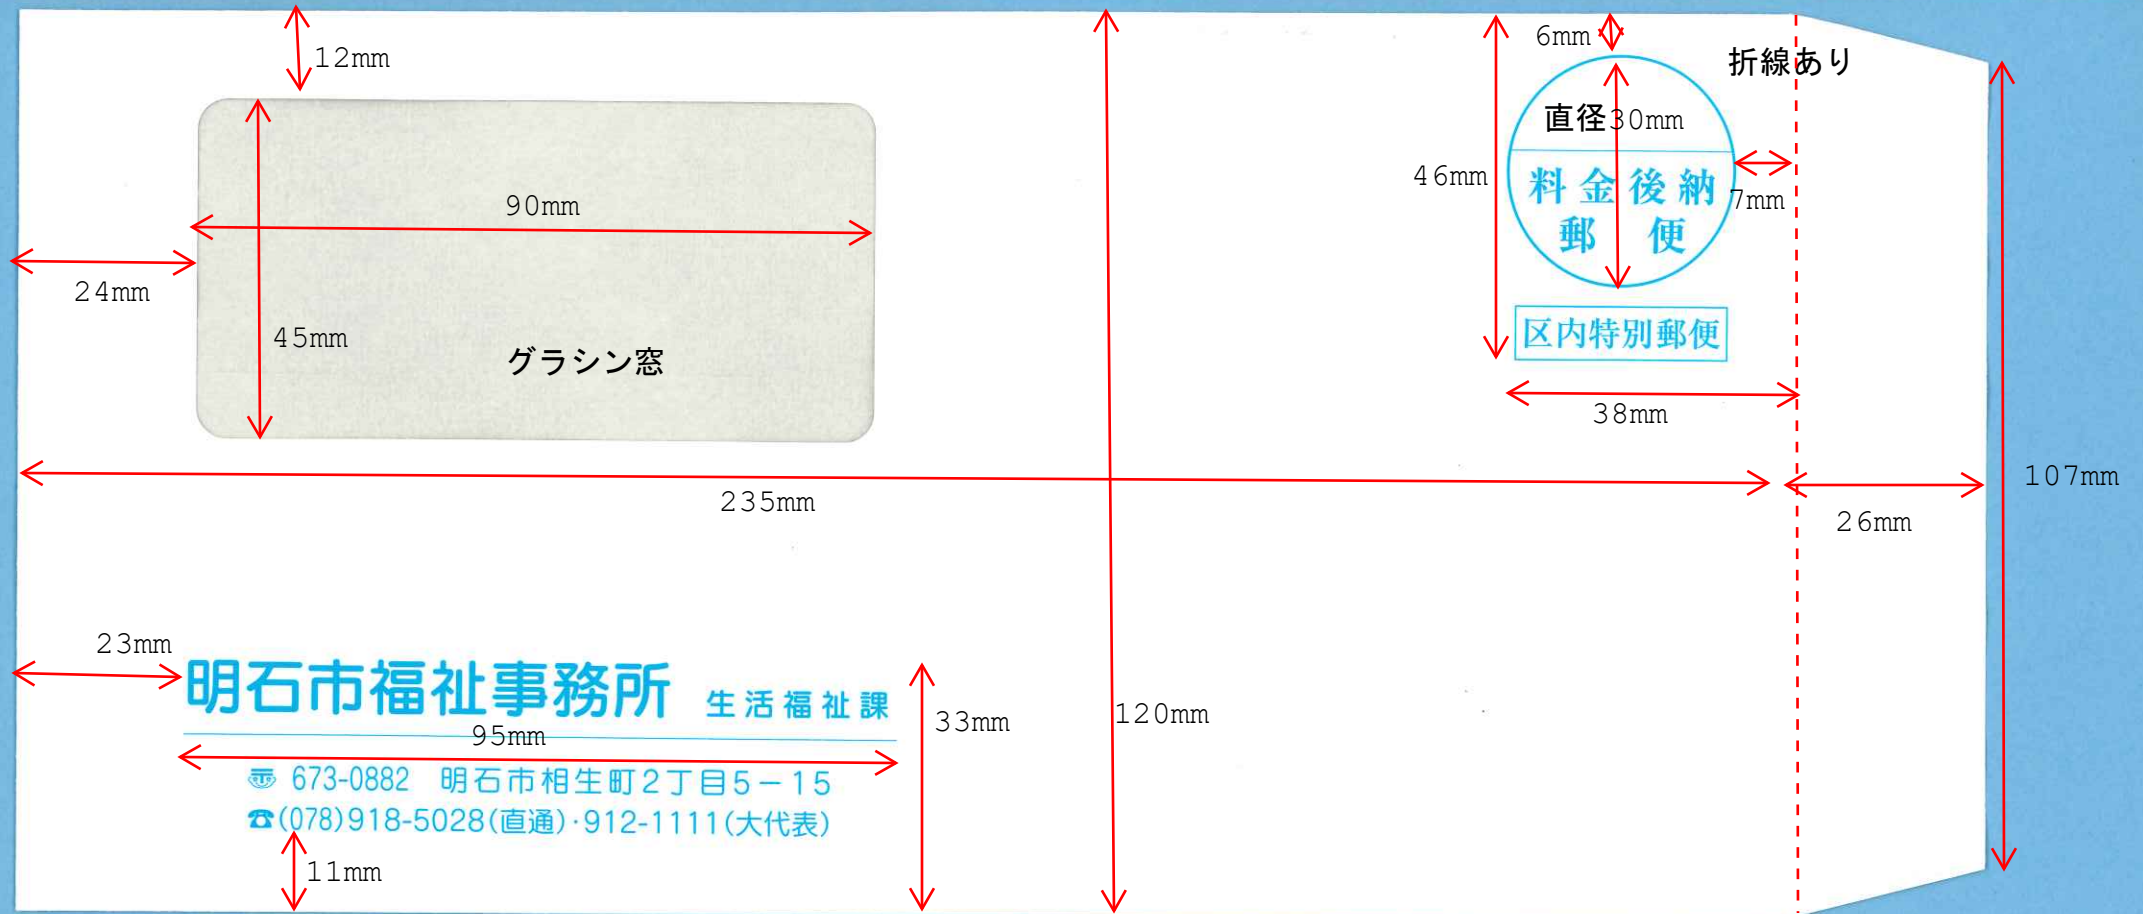 12mm
6mm
折線あり
直径30mm
46mm
料金後納
7mm
郵便
90mm
24mm
45mm
グラシン窓
区内特別郵便
38mm
235mm
107mm
26mm
23mm
明石市福祉事務所 生活福祉課
95mm
33mm
120mm
〠 673-0882 明石市相生町2丁目5－15
☎(078)918-5028(直通)・912-1111(大代表)
11mm